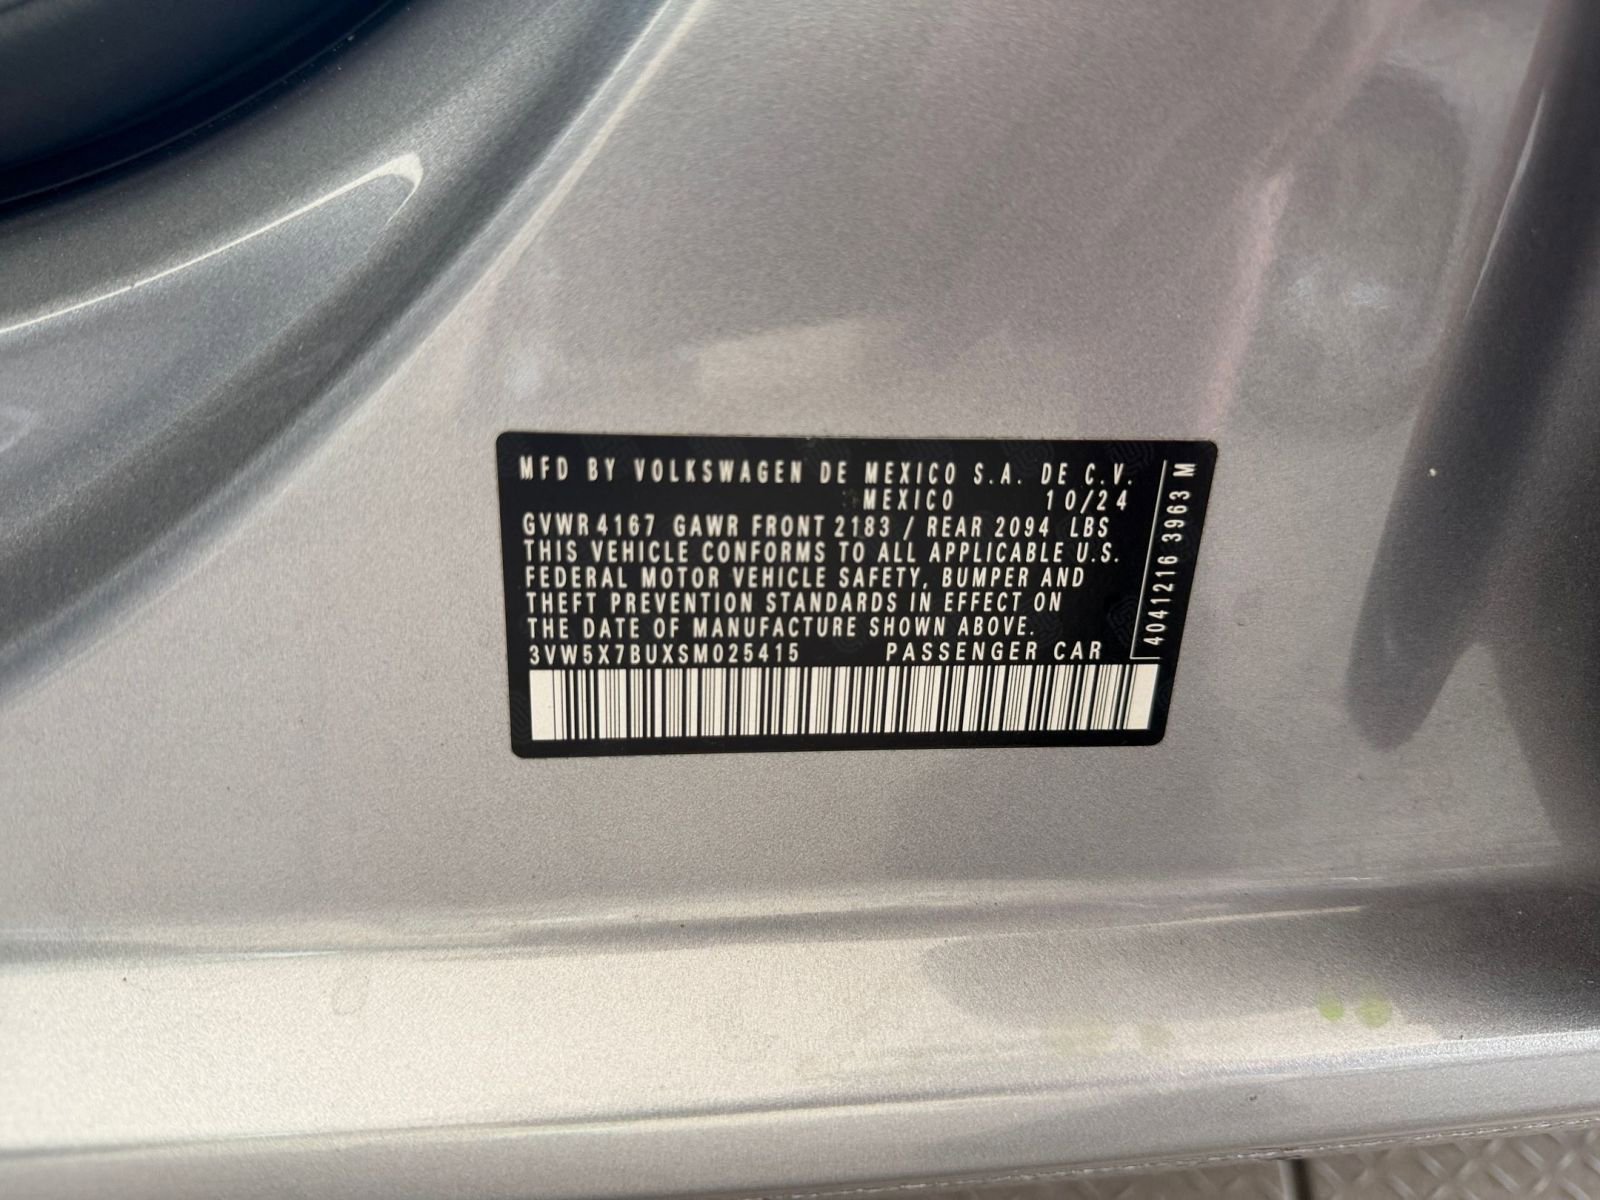 MFD BY VOLKSWAGEN DE MEXICO S.A. DE C.V.
MEXICO 10/24
GVWR 4167 GAWR FRONT 2183 / REAR 2094 LBS
THIS VEHICLE CONFORMS TO ALL APPLICABLE U.S.
FEDERAL MOTOR VEHICLE SAFETY, BUMPER AND
THEFT PREVENTION STANDARDS IN EFFECT ON
THE DATE OF MANUFACTURE SHOWN ABOVE.
3VW5X7BUXSM025415 PASSENGER CAR
4041216 3963 M